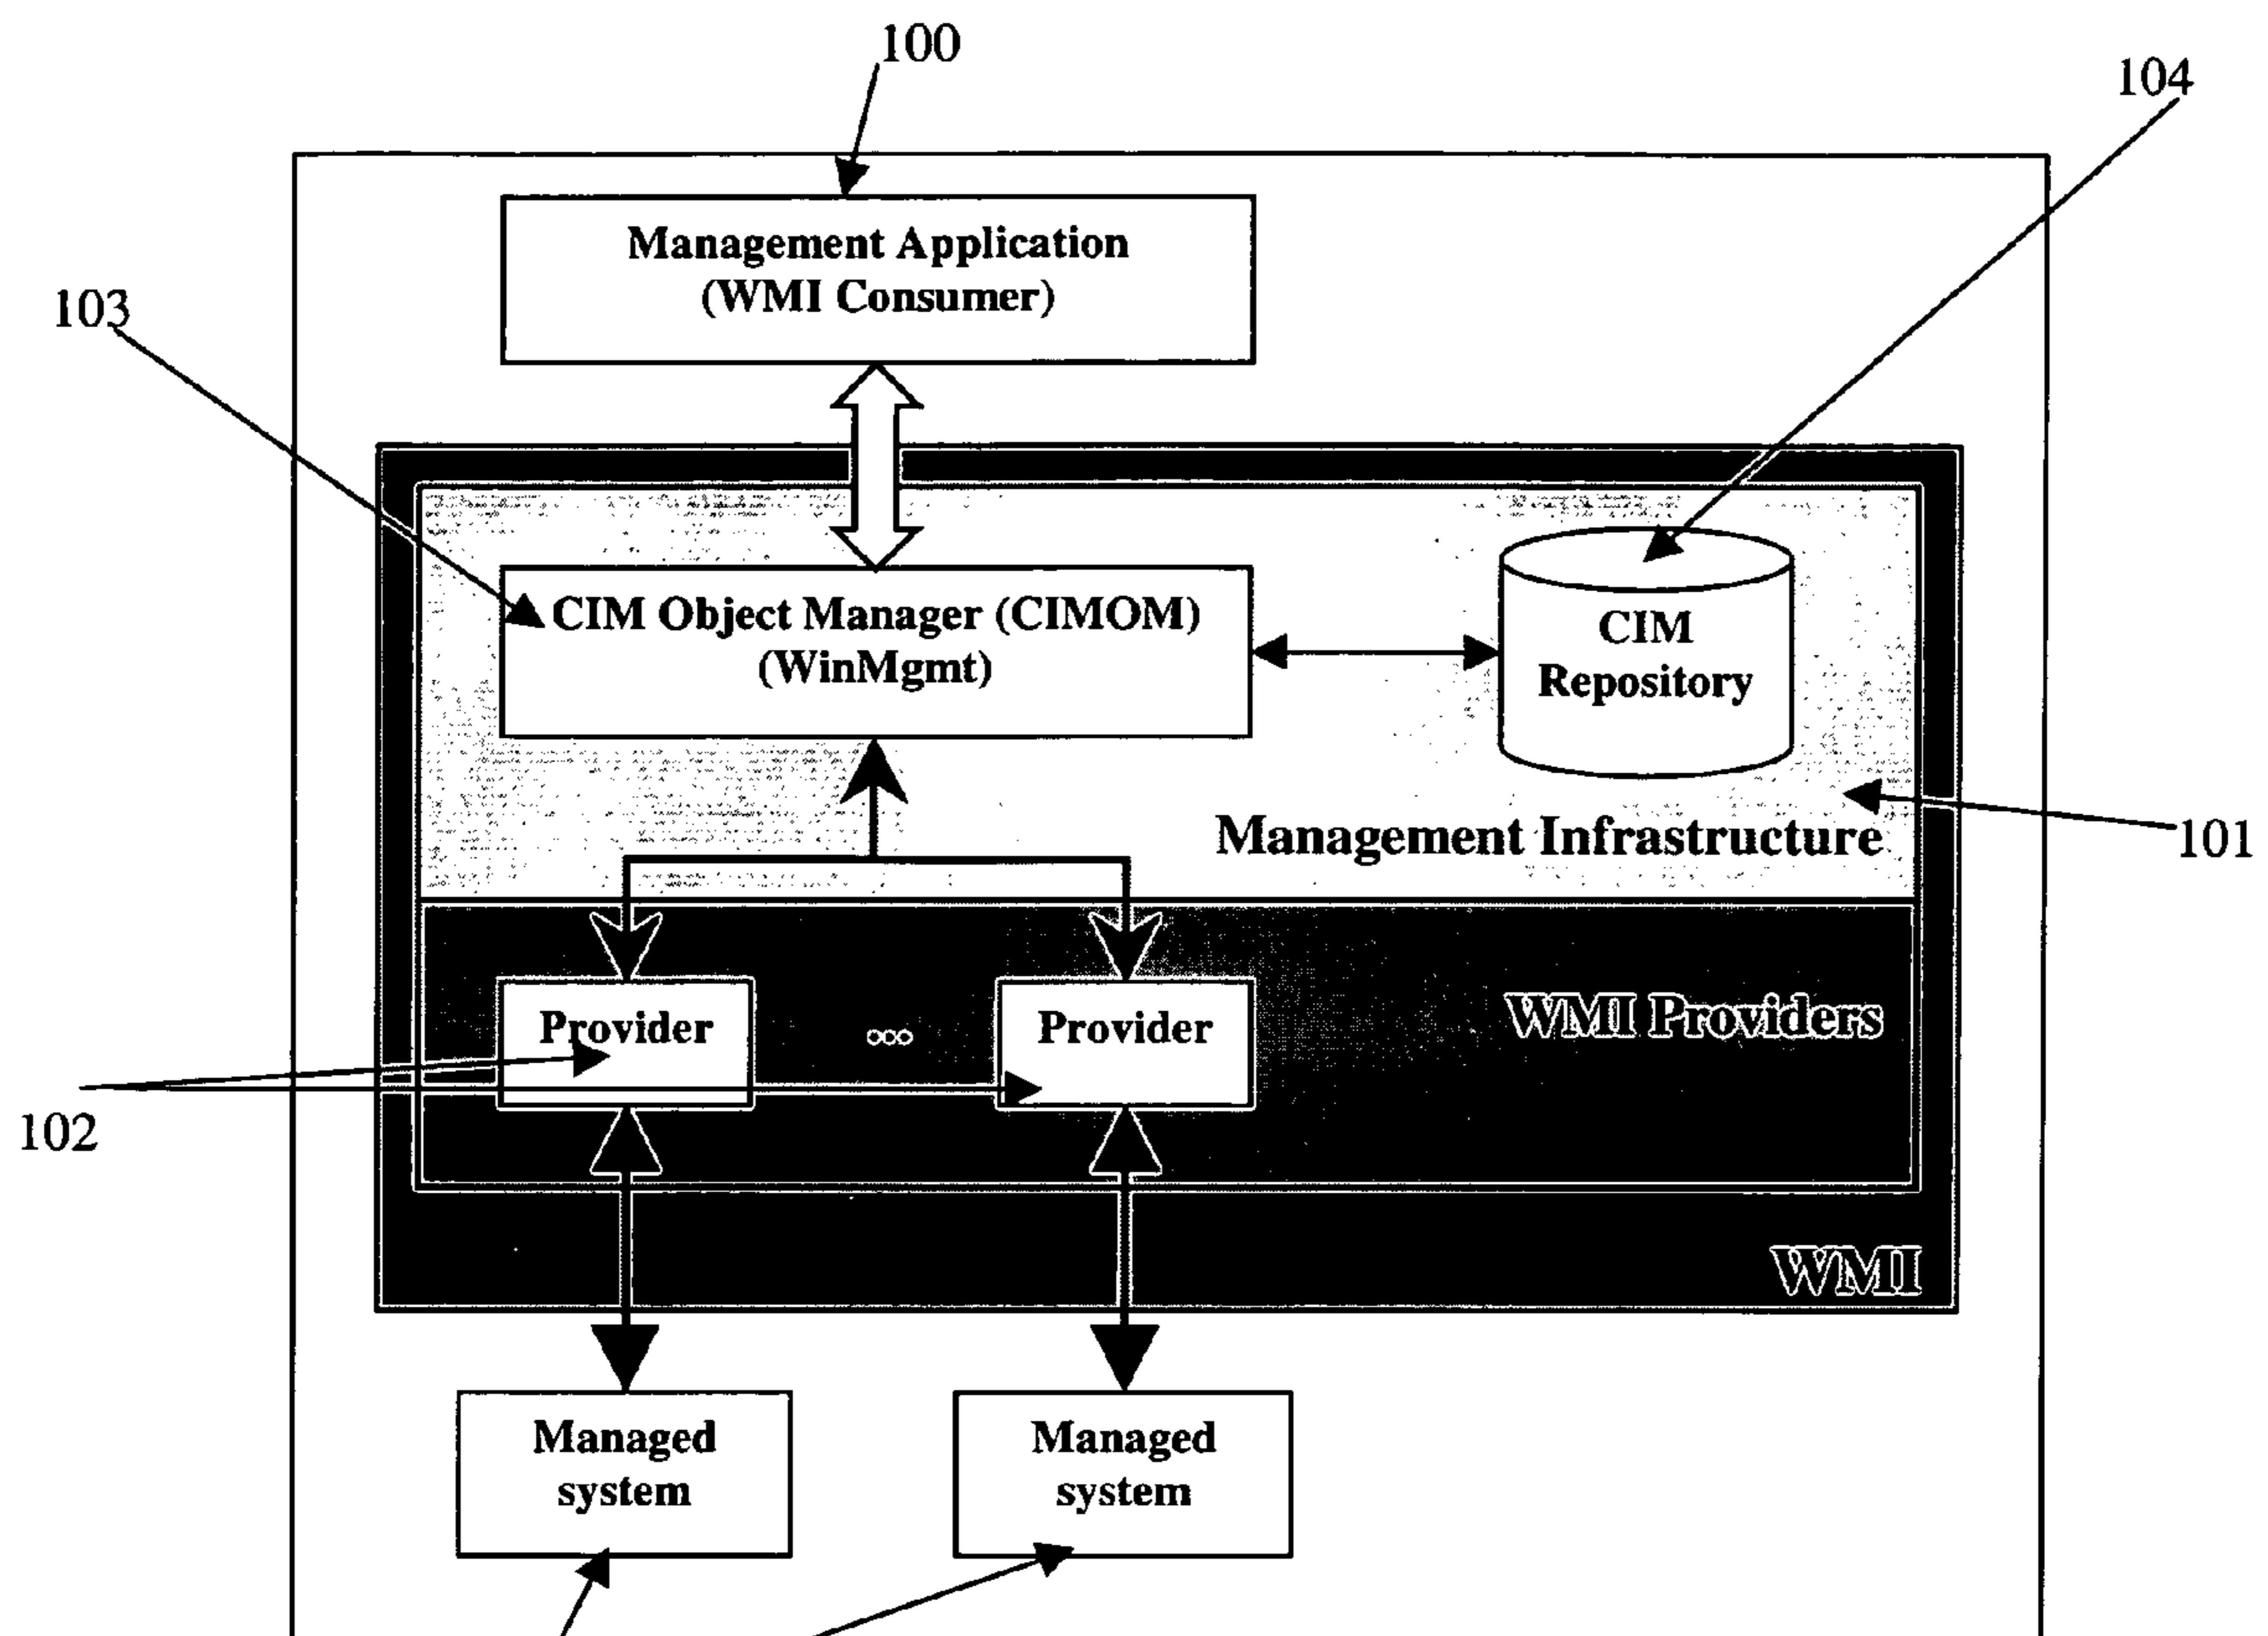 100
104
Management Application
(WMI Consumer)
103
CIM Object Manager (CIMOM)
(WinMgmt)
CIM
Repository
Management Infrastructure
101
Provider
Provider
WMI Providers
102
WMI
Managed
system
Managed
system